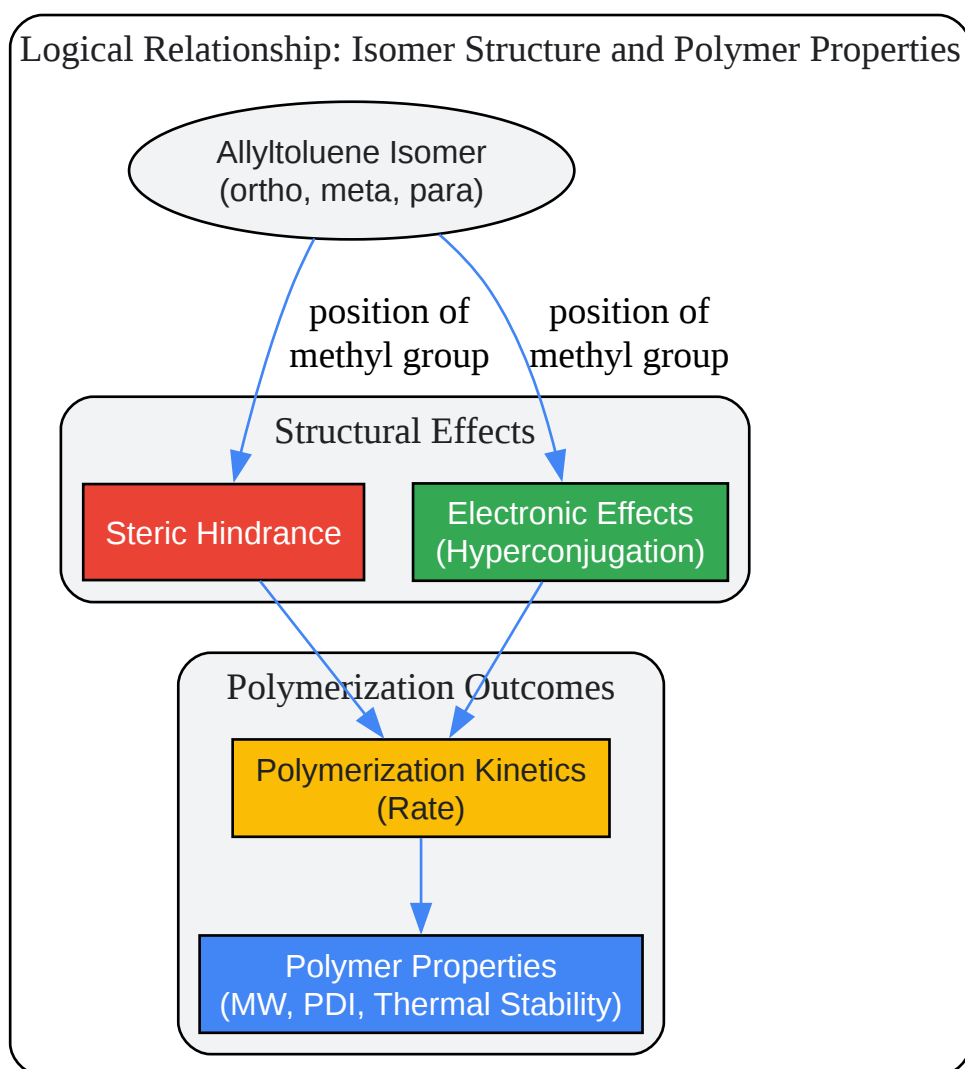 Logical Relationship: Isomer Structure and Polymer Properties
Allyltoluene Isomer
(ortho, meta, para)
position of
methyl group
position of
methyl group
Structural Effects
Steric Hindrance
Electronic Effects
(Hyperconjugation)
Polymerization Outcomes
Polymerization Kinetics
(Rate)
Polymer Properties
(MW, PDI, Thermal Stability)